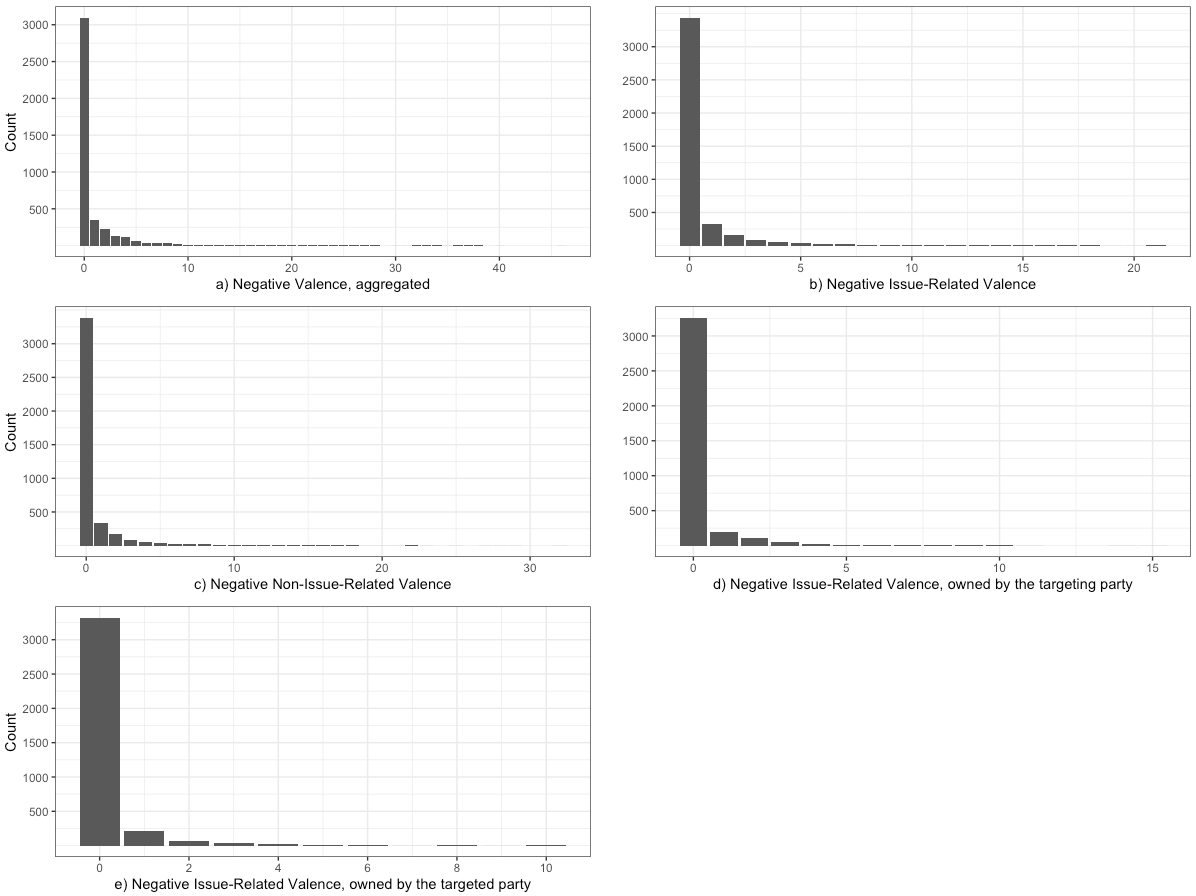 3000
2500
2000
1500
1000
500
Count
0 10 20 30 40
a) Negative Valence, aggregated
3000
2500
2000
1500
1000
500
0 5 10 15 20
b) Negative Issue-Related Valence
3000
2500
2000
1500
1000
500
Count
0 10 20 30
c) Negative Non-Issue-Related Valence
3000
2500
2000
1500
1000
500
0 5 10 15
d) Negative Issue-Related Valence, owned by the targeting party
3000
2500
2000
1500
1000
500
Count
0 2 4 6 8 10
e) Negative Issue-Related Valence, owned by the targeted party